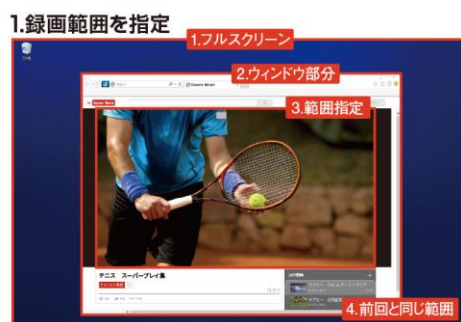 1.録画範囲を指定
1.フルスクリーン
2.ウィンドウ部分
3.範囲指定
テニス　スーパープレイ集
4.前回と同じ範囲